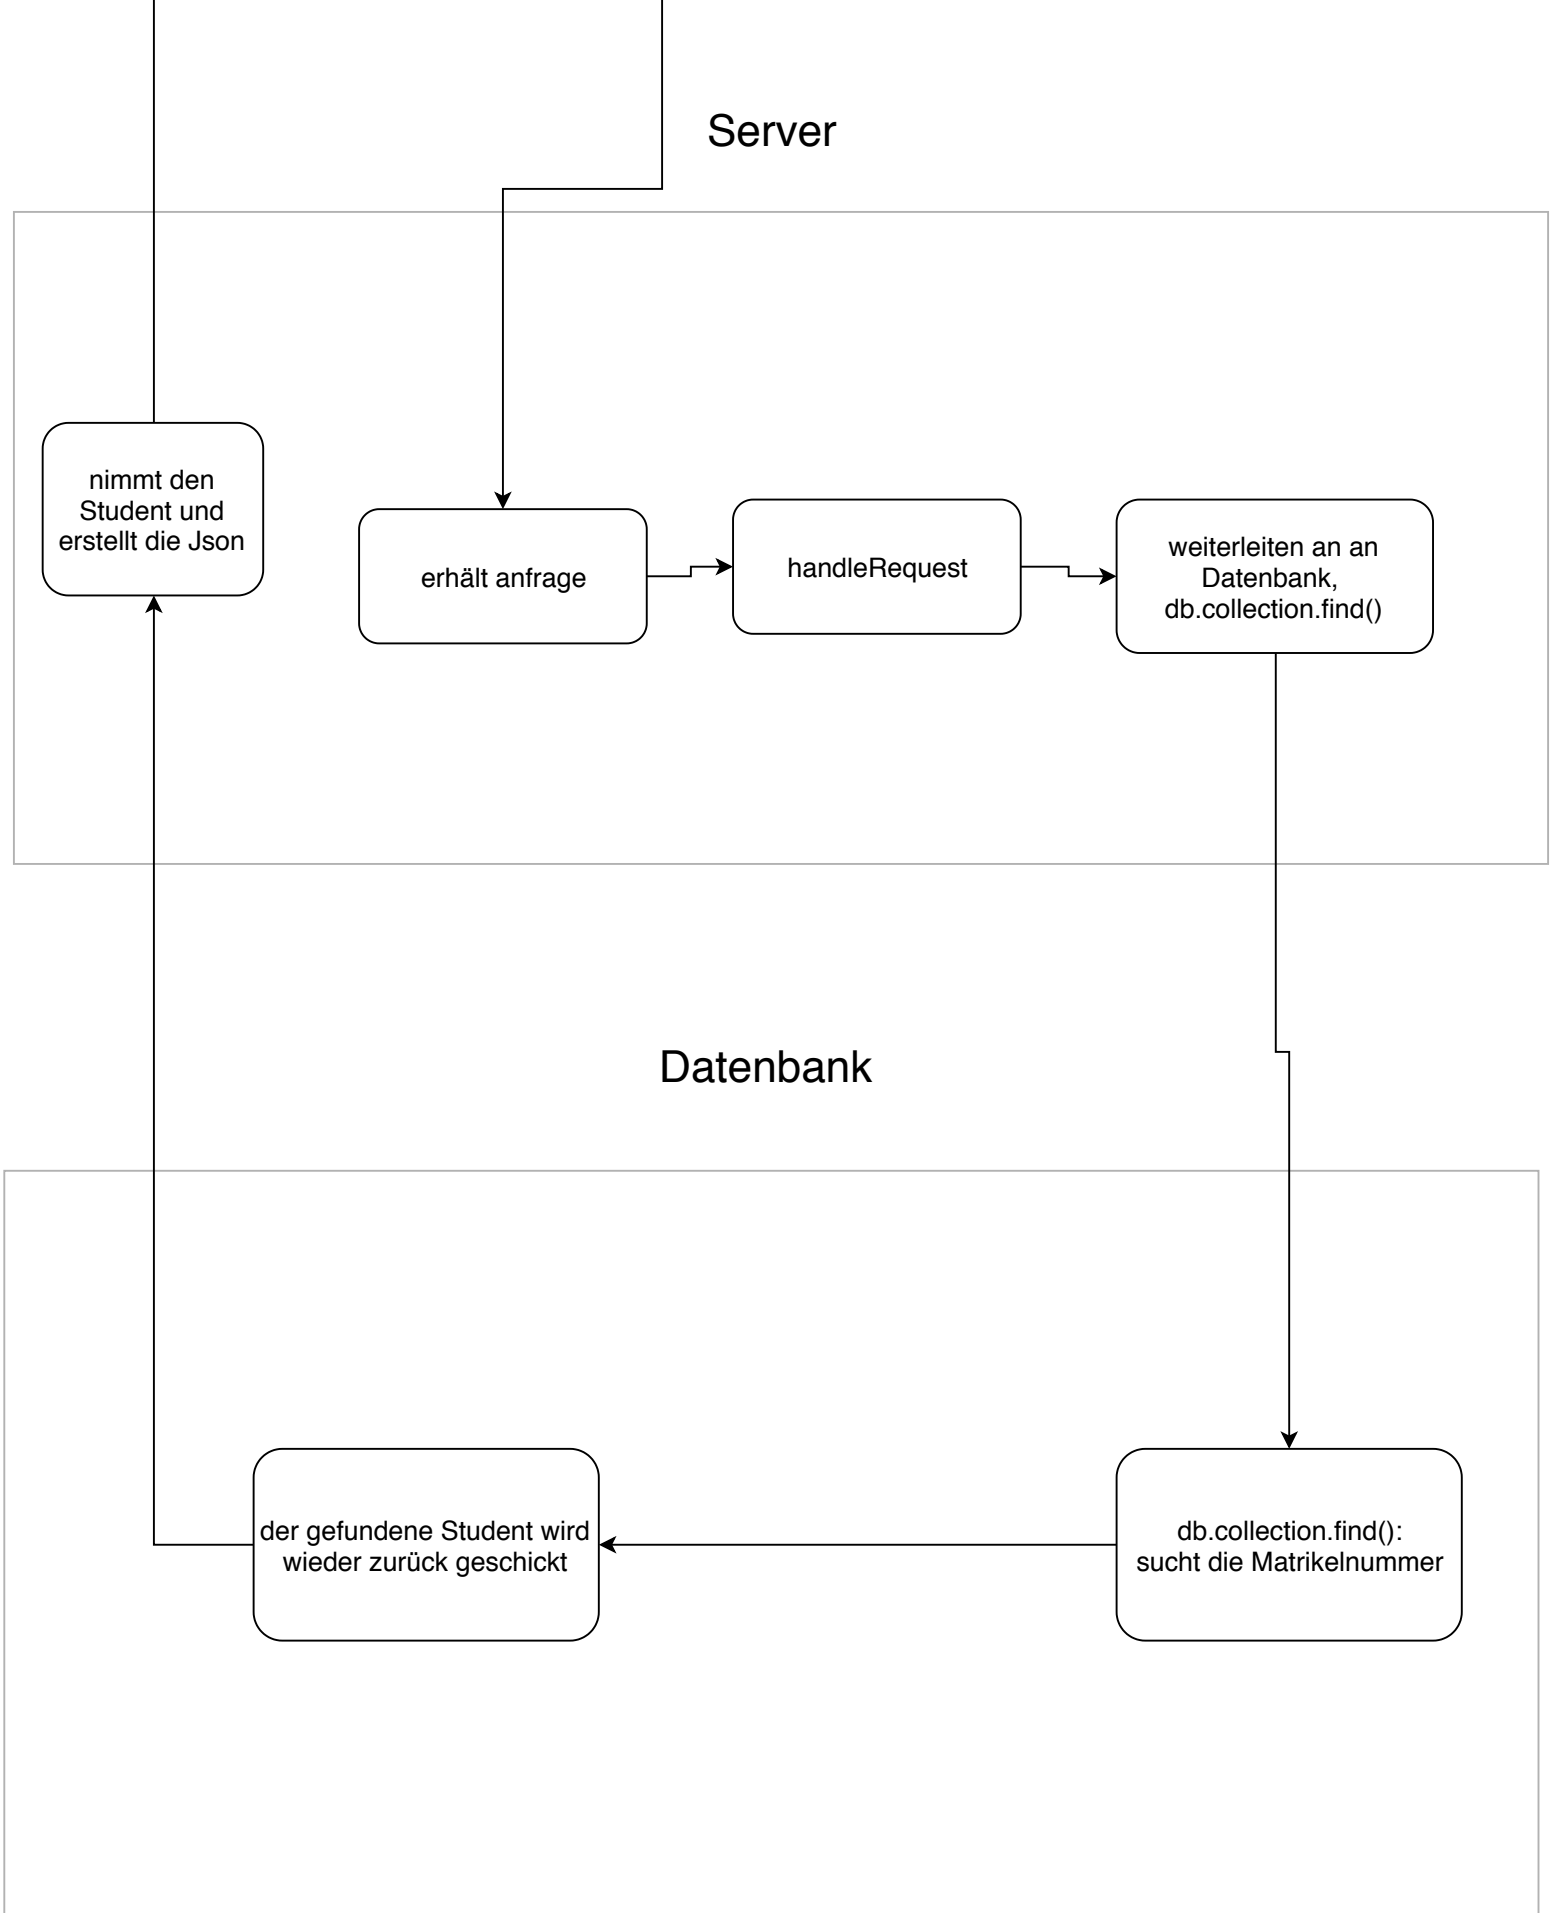 Server
nimmt den
Student und
erstellt die Json
erhält anfrage
handleRequest
weiterleiten an an
Datenbank,
db.collection.find()
Datenbank
der gefundene Student wird
wieder zurück geschickt
db.collection.find():
sucht die Matrikelnummer